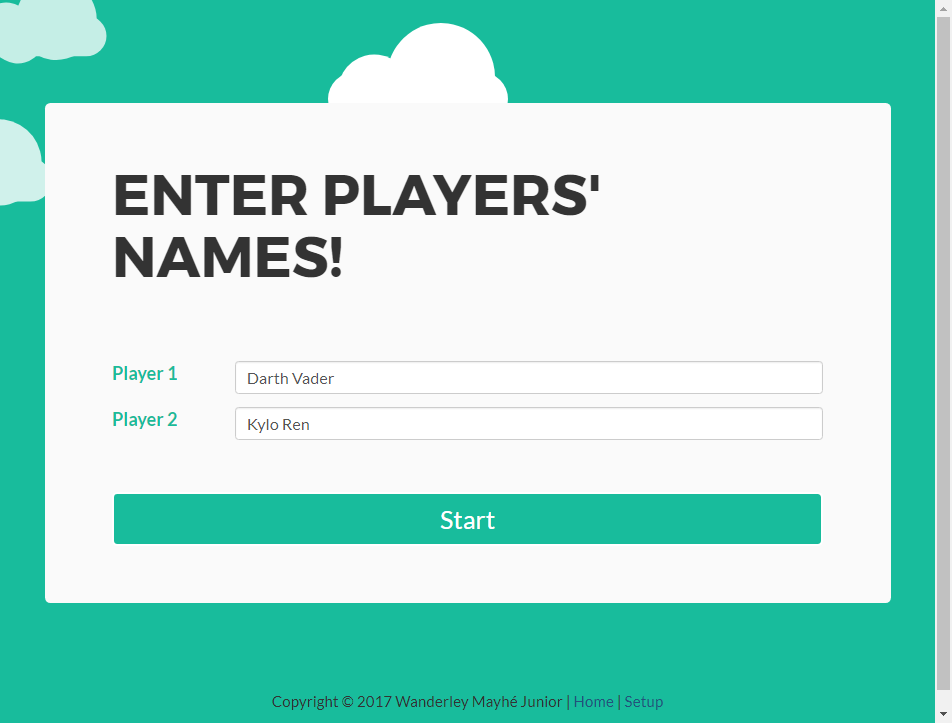 ENTER PLAYERS'
NAMES!
Player 1
Darth Vader
Player 2
Kylo Ren
Start
Copyright © 2017 Wanderley Mayhé Junior | Home | Setup